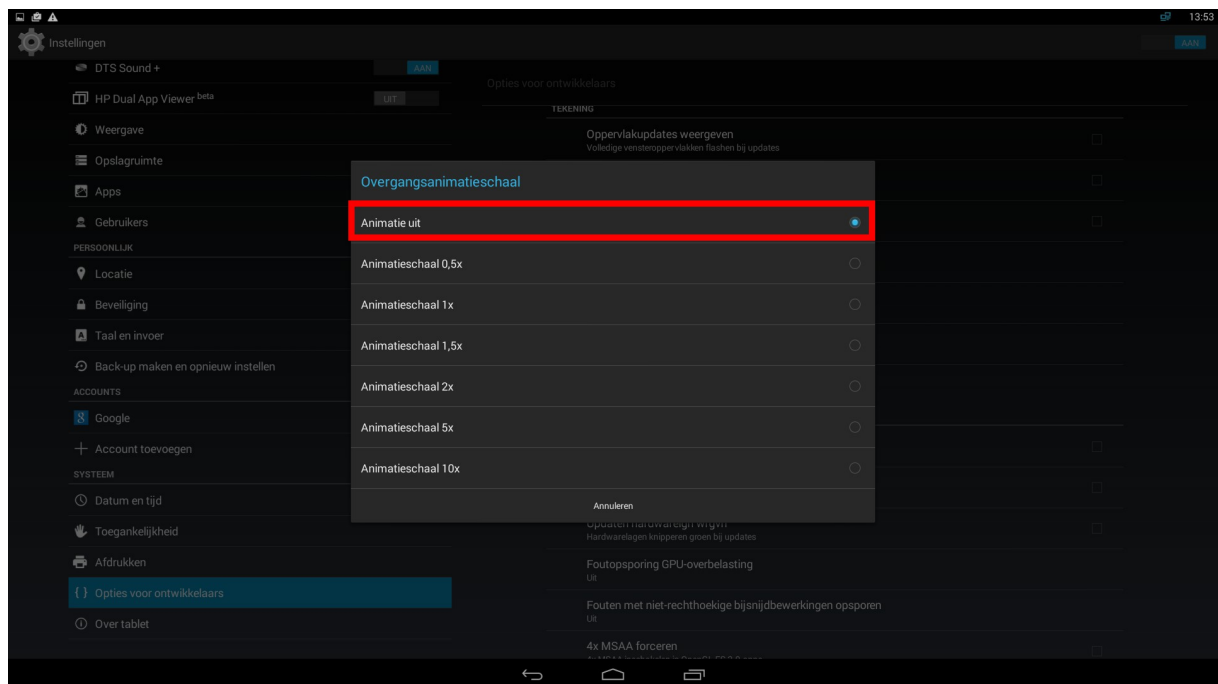 13:53
Instellingen
AAN
DTS Sound +
AAN
HP Dual App Viewer beta
UIT
Weergave
Opslagruimte
Apps
Gebruikers
PERSOONLIJK
Locatie
Beveiliging
Taal en invoer
Back-up maken en opnieuw instellen
ACCOUNTS
Google
Account toevoegen
SYSTEEM
Datum en tijd
Toegankelijkheid
Afdrukken
Opties voor ontwikkelaars
Over tablet
Opties voor ontwikkelaars
TEKENING
Oppervlakupdates weergeven
Volledige vensteroppervlakken flashen bij updates
Overgangsanimatieschaal
Animatie uit
Animatieschaal 0,5x
Animatieschaal 1x
Animatieschaal 1,5x
Animatieschaal 2x
Animatieschaal 5x
Animatieschaal 10x
Annuleren
Hardwarelagen knipperen groen bij updates
Foutopsporing GPU-overbelasting
Uit
Fouten met niet-rechthoekige bijsnijdbewerkingen opsporen
Uit
4x MSAA forceren